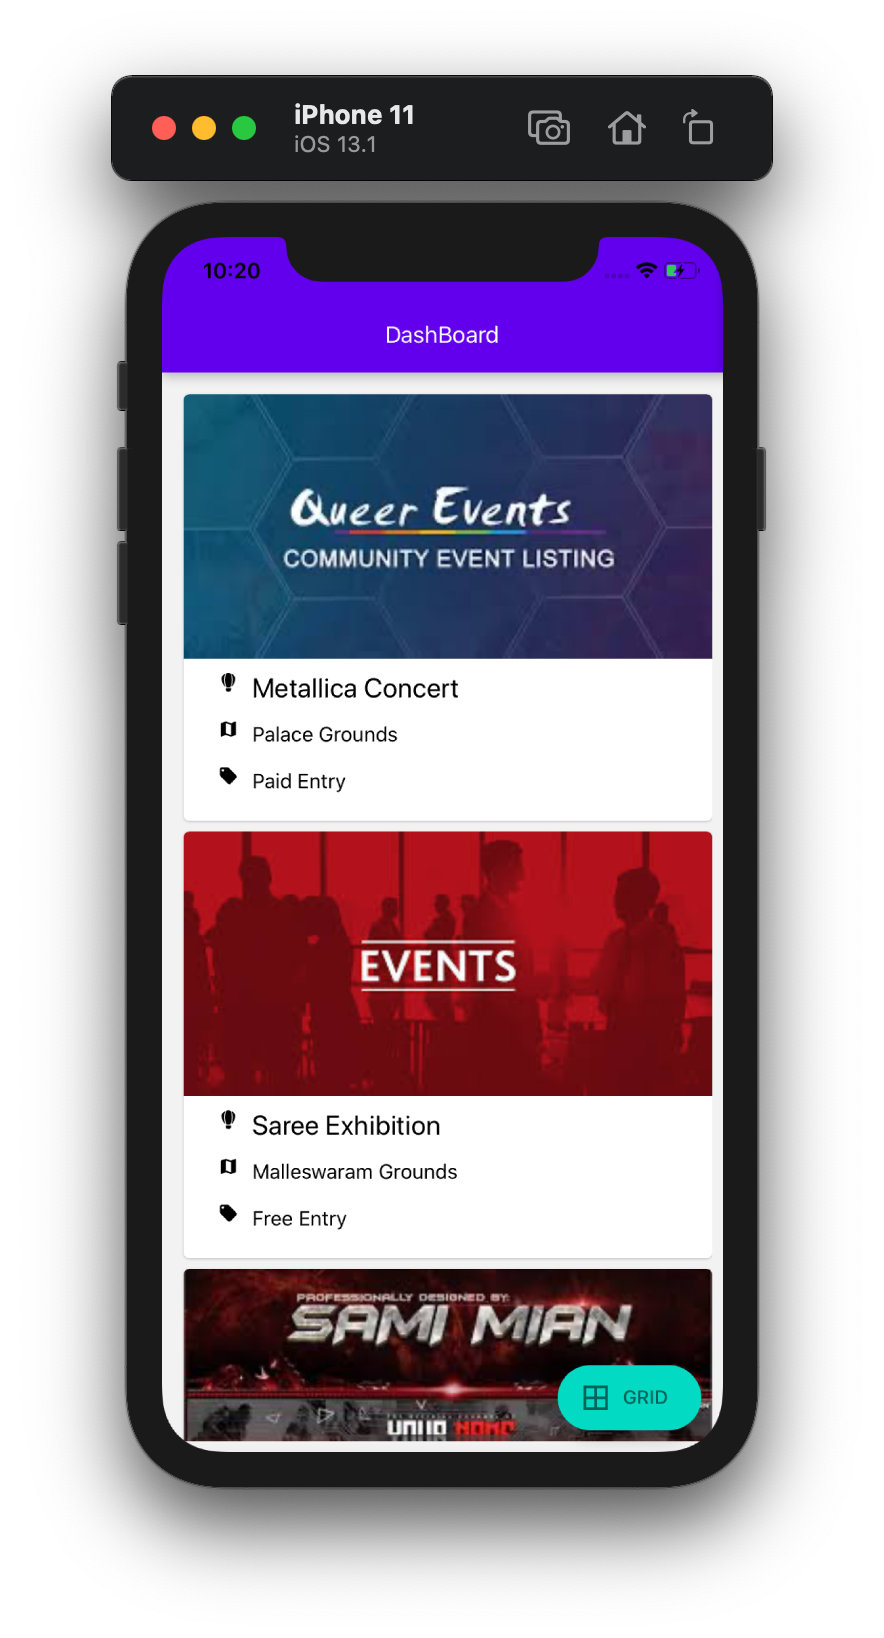 iPhone 11
iOS 13.1
10:20
DashBoard
Queer Events
COMMUNITY EVENT LISTING
Metallica Concert
Palace Grounds
Paid Entry
EVENTS
Saree Exhibition
Malleswaram Grounds
Free Entry
PROFESSIONALLY DESIGNED BY:
SAMI MIAN
GRID